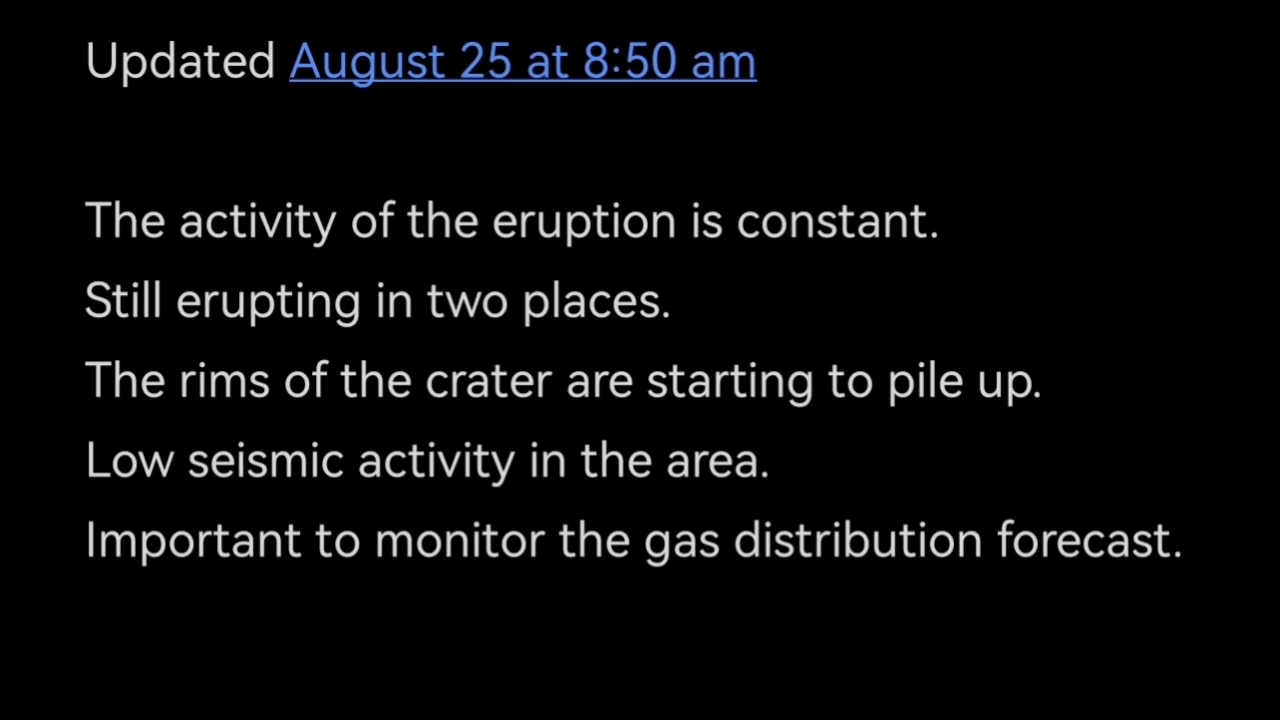 Updated August 25 at 8:50 am
The activity of the eruption is constant.
Still erupting in two places.
The rims of the crater are starting to pile up.
Low seismic activity in the area.
Important to monitor the gas distribution forecast.